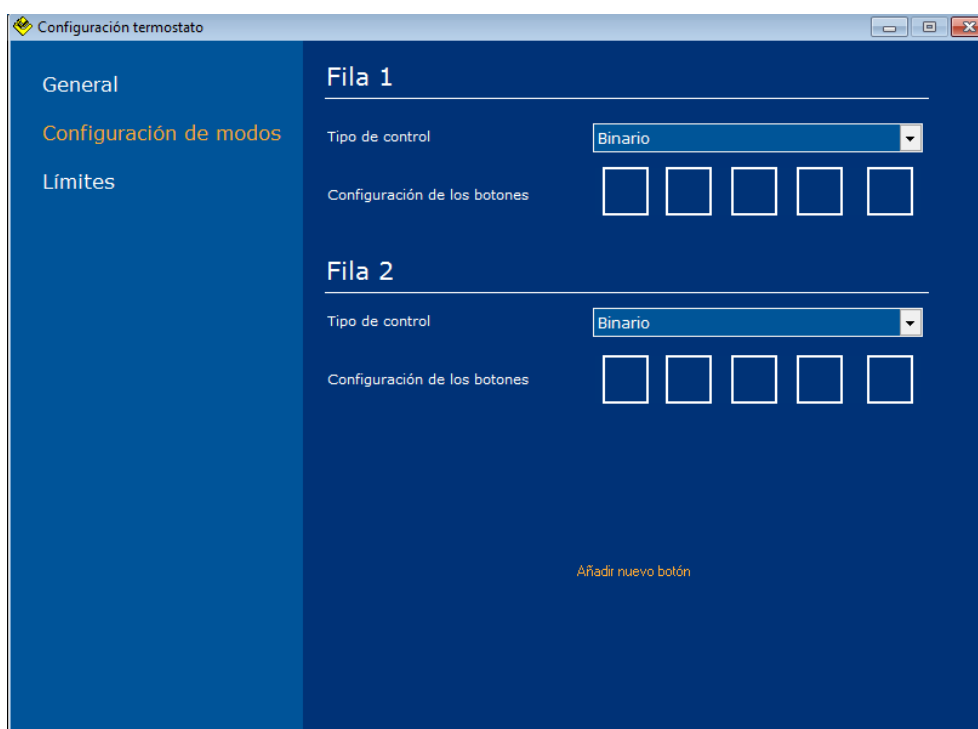 Configuración termostato
General
Configuración de modos
Límites
Fila 1
Tipo de control
Binario
Configuración de los botones
Fila 2
Tipo de control
Binario
Configuración de los botones
Añadir nuevo botón